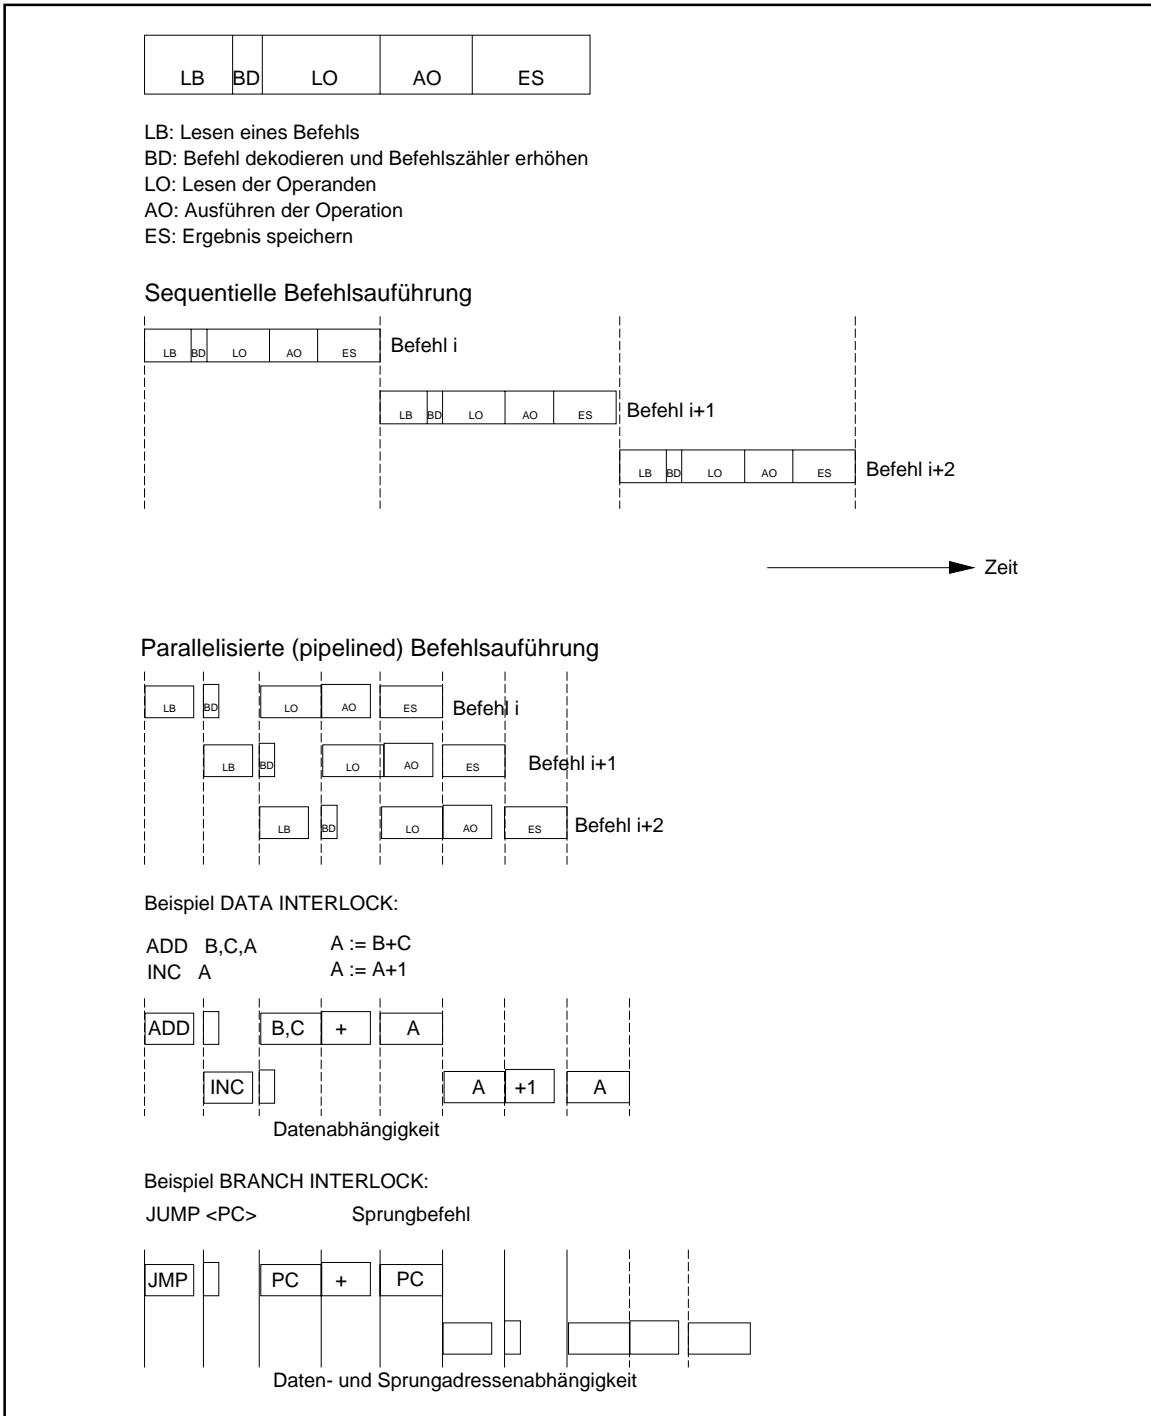 LB BD LO AO ES
LB: Lesen eines Befehls
BD: Befehl dekodieren und Befehlszähler erhöhen
LO: Lesen der Operanden
AO: Ausführen der Operation
ES: Ergebnis speichern
Sequentielle Befehlsauführung
LB BD LO AO ES Befehl i
LB BD LO AO ES Befehl i+1
LB BD LO AO ES Befehl i+2
Zeit
Parallelisierte (pipelined) Befehlsauführung
LB BD LO AO ES Befehl i
LB BD LO AO ES Befehl i+1
LB BD LO AO ES Befehl i+2
Beispiel DATA INTERLOCK:
ADD B,C,A A := B+C
INC A A := A+1
ADD B,C + A
INC A +1 A
Datenabhängigkeit
Beispiel BRANCH INTERLOCK:
JUMP <PC> Sprungbefehl
JMP PC + PC
Daten- und Sprungadressenabhängigkeit